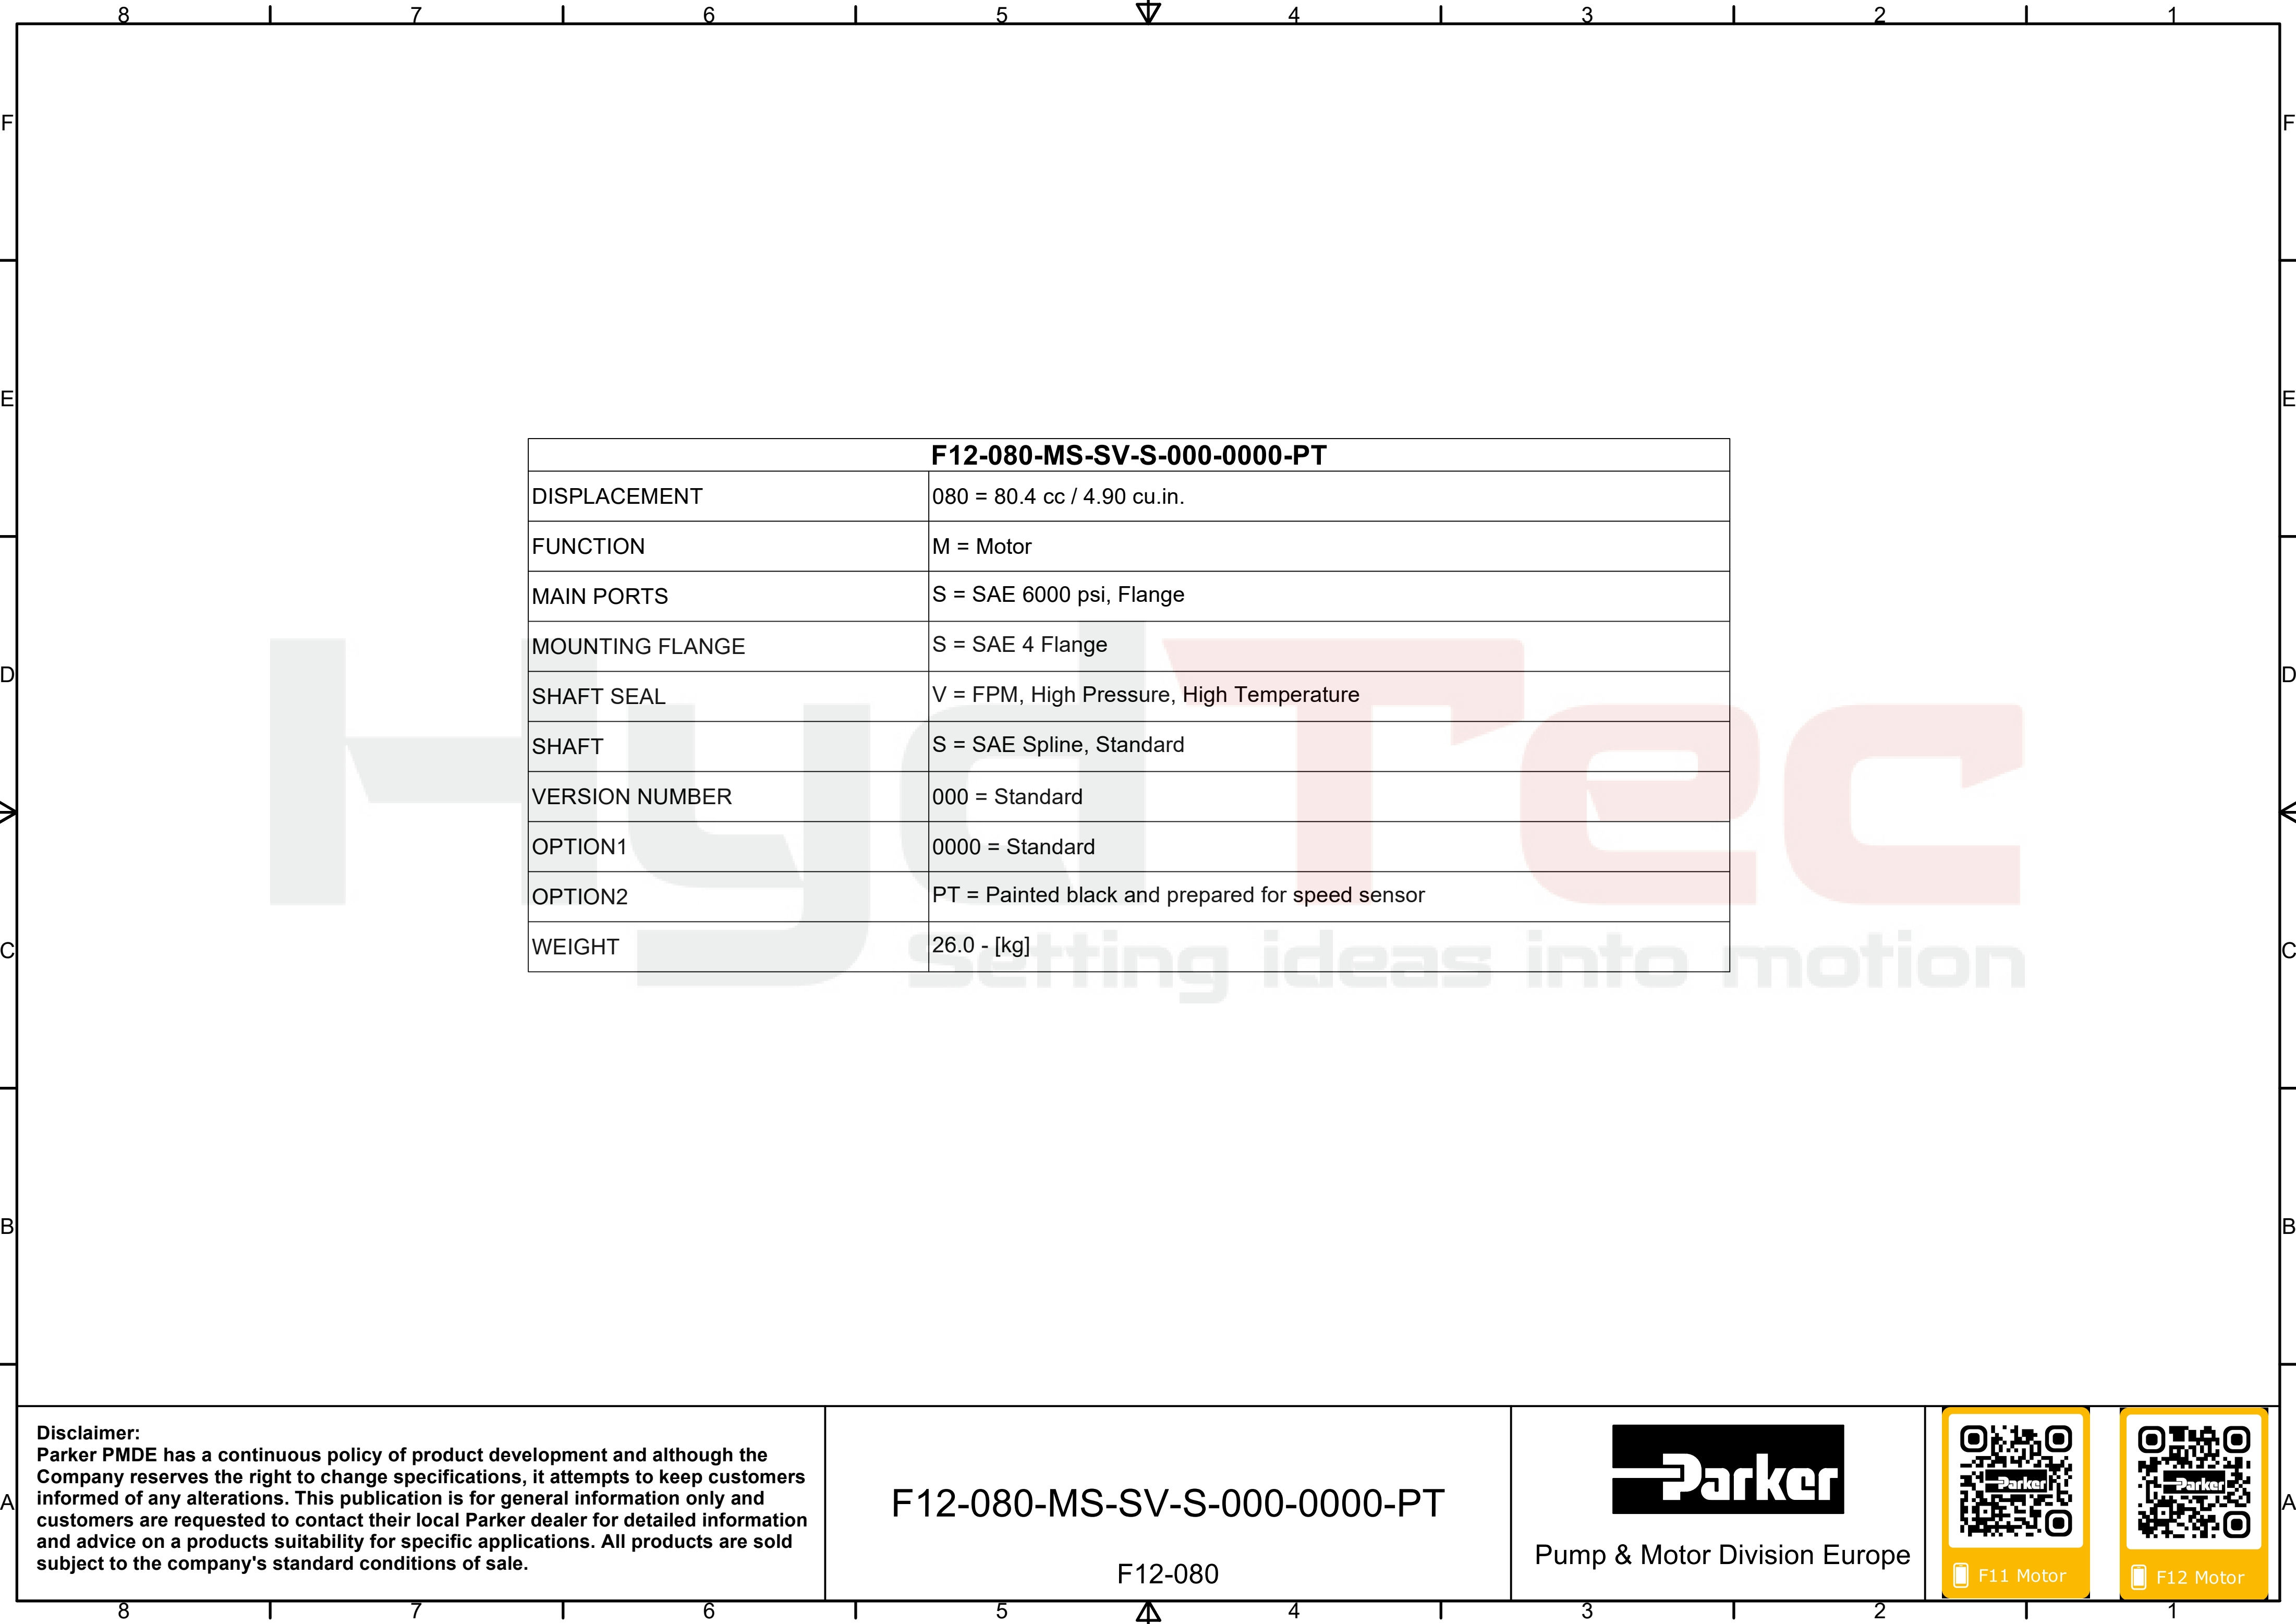 8 7 6 5 4 3 2 1
F F
E E
F12-080-MS-SV-S-000-0000-PT
DISPLACEMENT 080 = 80.4 cc / 4.90 cu.in.
FUNCTION M = Motor
MAIN PORTS S = SAE 6000 psi, Flange
MOUNTING FLANGE S = SAE 4 Flange
D D
SHAFT SEAL V = FPM, High Pressure, High Temperature
SHAFT S = SAE Spline, Standard
VERSION NUMBER 000 = Standard
OPTION1 0000 = Standard
OPTION2 PT = Painted black and prepared for speed sensor
WEIGHT 26.0 - [kg]
HydTec
Setting ideas into motion
C C
B B
A A
Disclaimer:
Parker PMDE has a continuous policy of product development and although the
Company reserves the right to change specifications, it attempts to keep customers
informed of any alterations. This publication is for general information only and
customers are requested to contact their local Parker dealer for detailed information
and advice on a products suitability for specific applications. All products are sold
subject to the company's standard conditions of sale.
F12-080-MS-SV-S-000-0000-PT
F12-080
Parker
Pump & Motor Division Europe
Parker
F11 Motor
Parker
F12 Motor
8 7 6 5 4 3 2 1